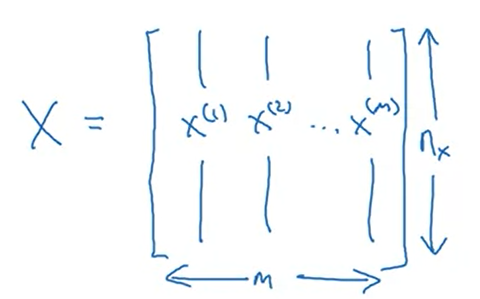 X = [ x^(1) x^(2) ... x^(m) ] n_x
m